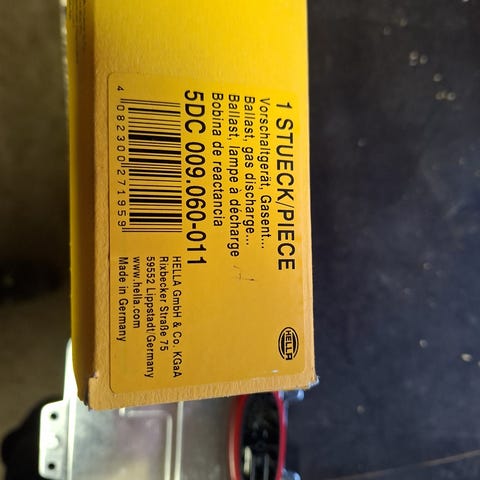 1 STUECK/PIECE
Vorschaltgerät, Gasent...
Ballast, gas discharge...
Ballast, lampe à décharge
Bobina de reactancia
5DC 009.060-011
4 082300 271959
HELLA
HELLA GmbH & Co. KGaA
Rixbecker Straße 75
59552 Lippstadt/Germany
www.hella.com
Made in Germany